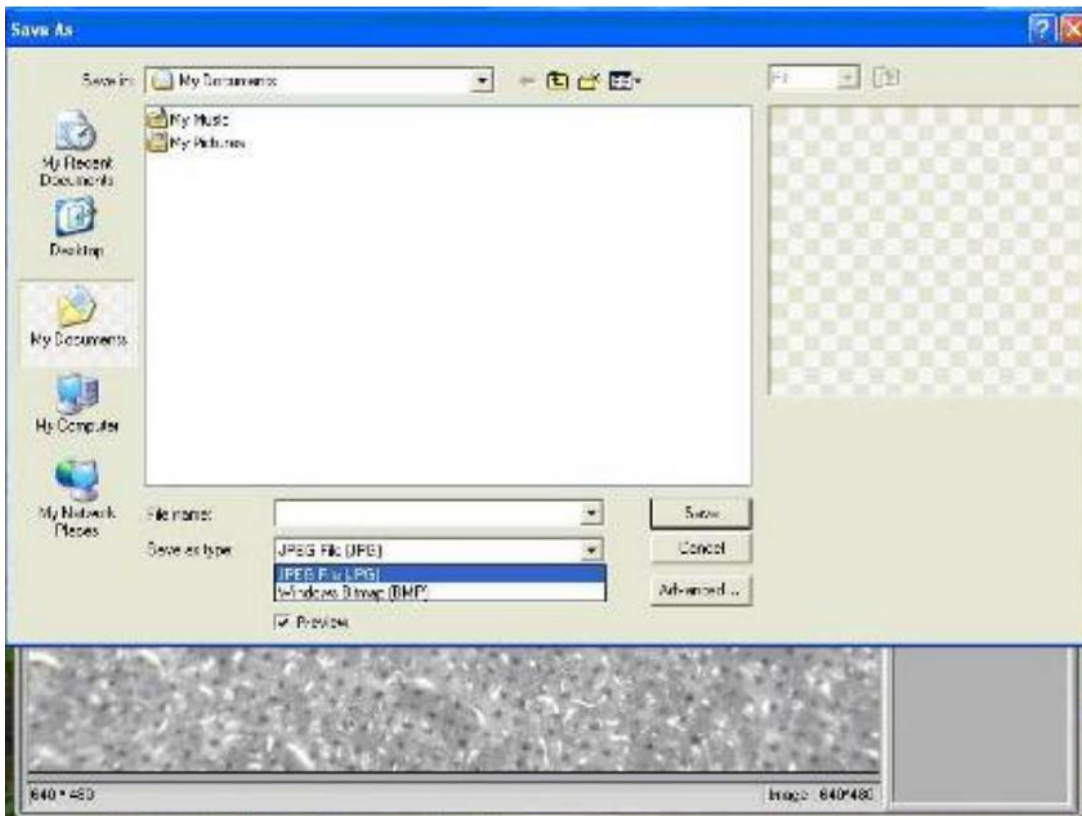 Save As
Save in:
My Documents
My Music
My Pictures
My Recent
Documents
Desktop
My Documents
My Computer
My Network
Places
File name:
Save
Save as type:
JPEG File (JPG)
Cancel
JPEG File (JPG)
Windows Bitmap (BMP)
Advanced...
Preview
640 * 480
Image : 640*480